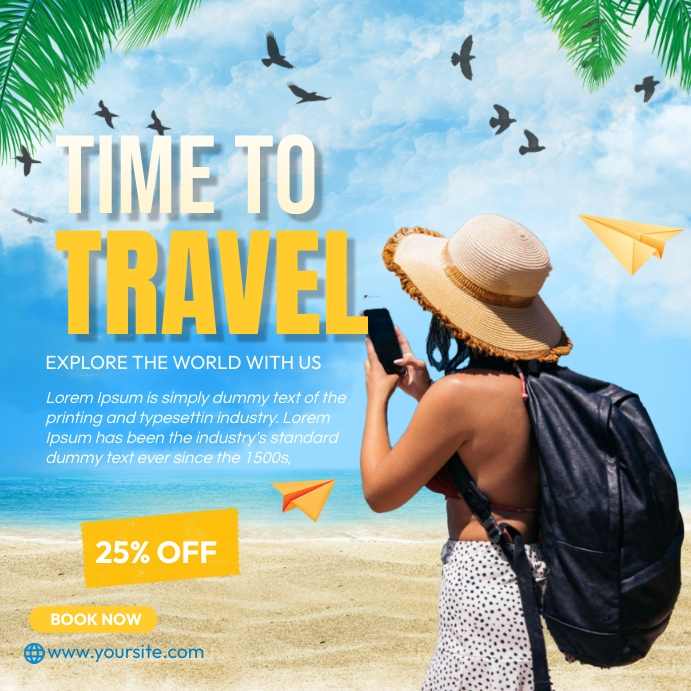 TIME TO
TRAVEL
EXPLORE THE WORLD WITH US
Lorem Ipsum is simply dummy text of the
printing and typesettin industry. Lorem
Ipsum has been the industry's standard
dummy text ever since the 1500s,
25% OFF
BOOK NOW
www.yoursite.com